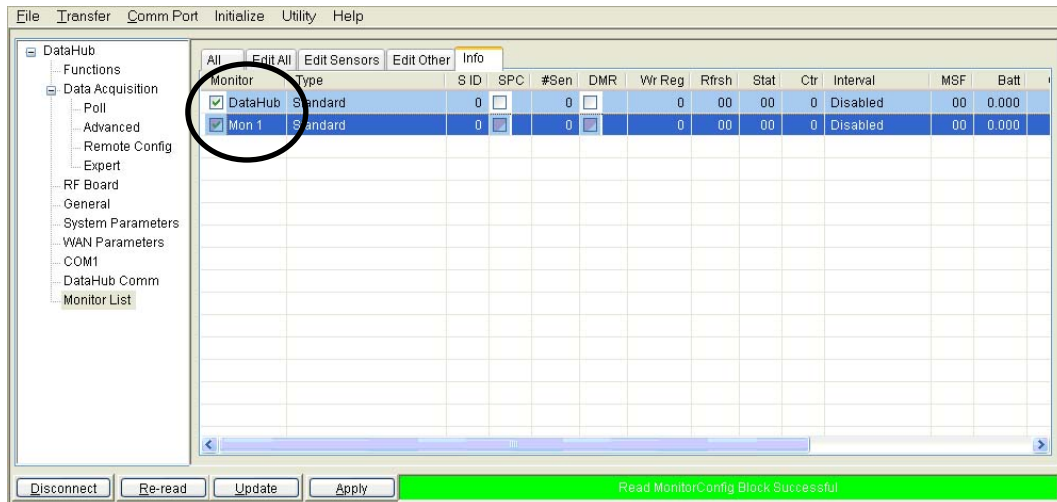 File Transfer Comm Port Initialize Utility Help
DataHub
Functions
Data Acquisition
Poll
Advanced
Remote Config
Expert
RF Board
General
System Parameters
WAN Parameters
COM1
DataHub Comm
Monitor List
All Edit All Edit Sensors Edit Other Info
Monitor Type S ID SPC #Sen DMR Wr Reg Rfrsh Stat Ctr Interval MSF Batt
DataHub Standard 0 0 0 00 00 0 Disabled 00 0.000
Mon 1 Standard 0 0 0 00 00 0 Disabled 00 0.000
Disconnect Re-read Update Apply Read MonitorConfig Block Successful